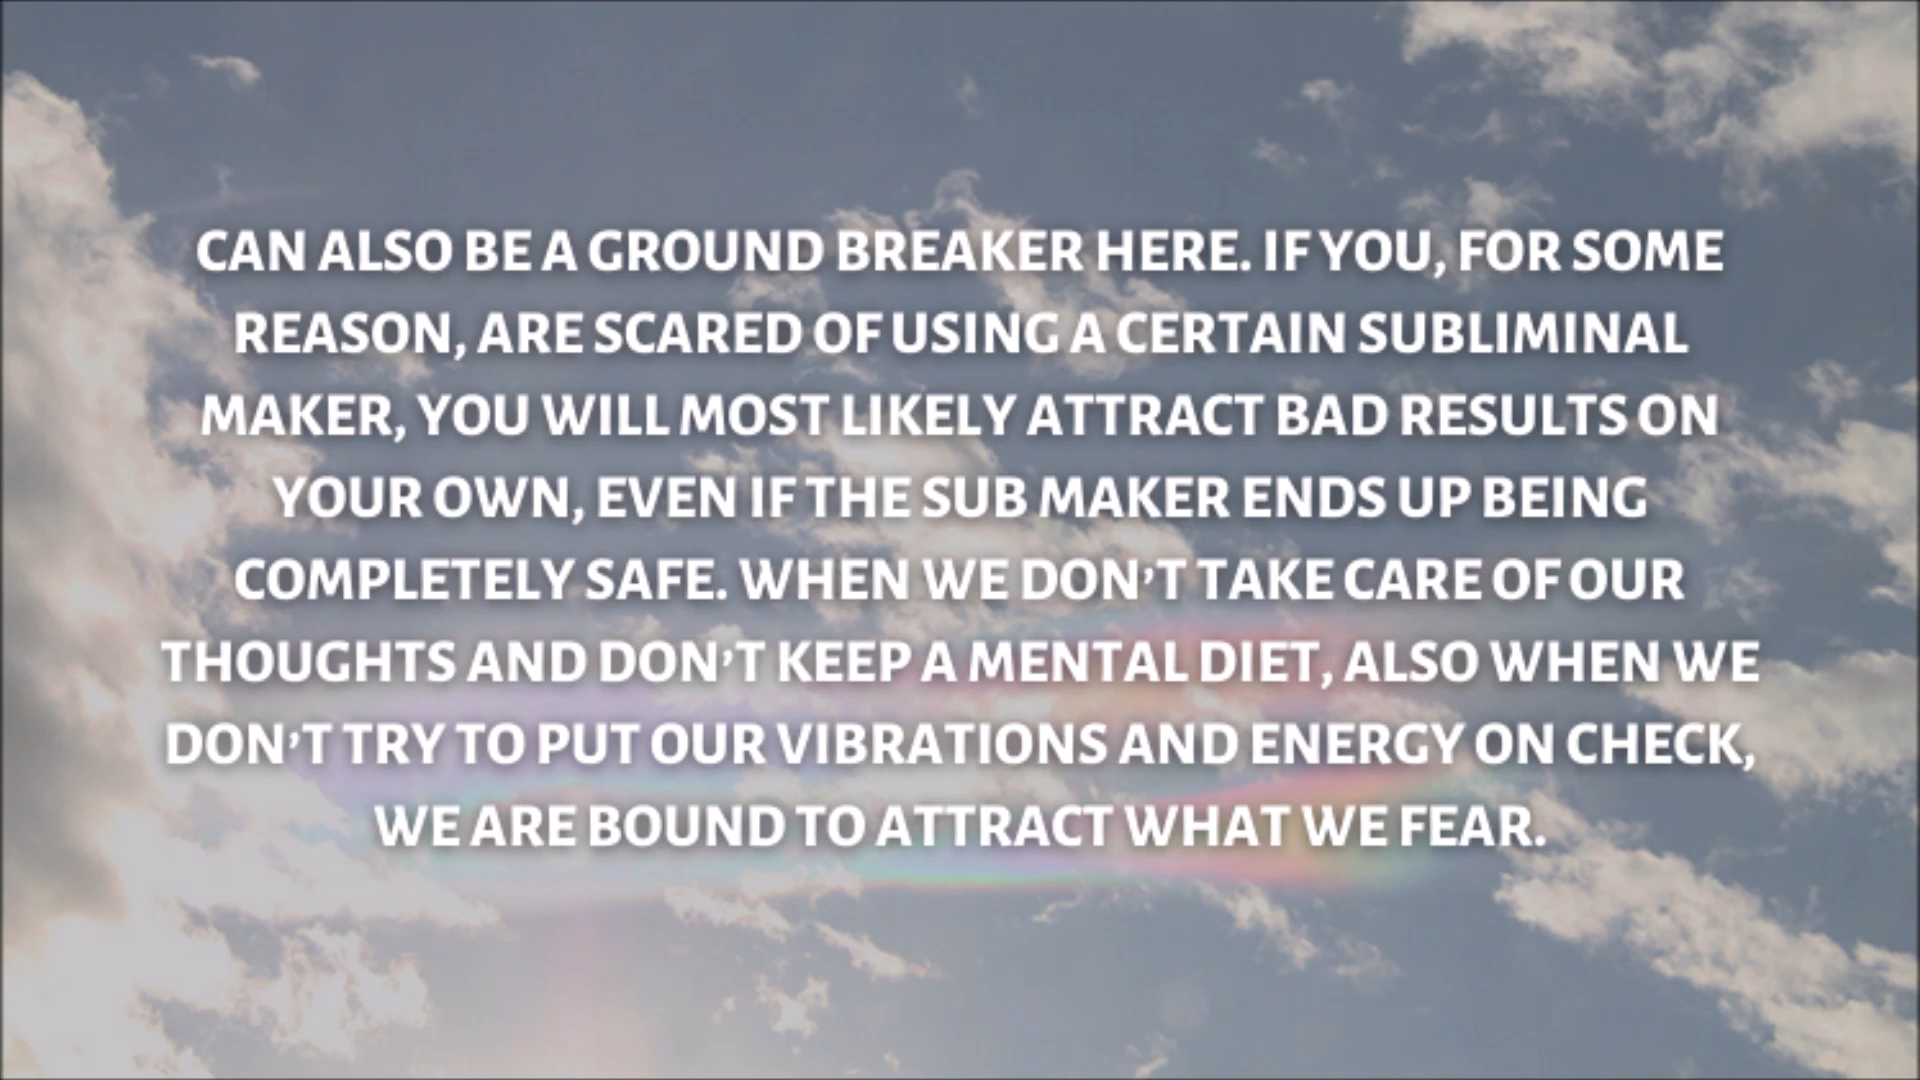 CAN ALSO BE A GROUND BREAKER HERE. IF YOU, FOR SOME
REASON, ARE SCARED OF USING A CERTAIN SUBLIMINAL
MAKER, YOU WILL MOST LIKELY ATTRACT BAD RESULTS ON
YOUR OWN, EVEN IF THE SUB MAKER ENDS UP BEING
COMPLETELY SAFE. WHEN WE DON'T TAKE CARE OF OUR
THOUGHTS AND DON'T KEEP A MENTAL DIET, ALSO WHEN WE
DON'T TRY TO PUT OUR VIBRATIONS AND ENERGY ON CHECK,
WE ARE BOUND TO ATTRACT WHAT WE FEAR.